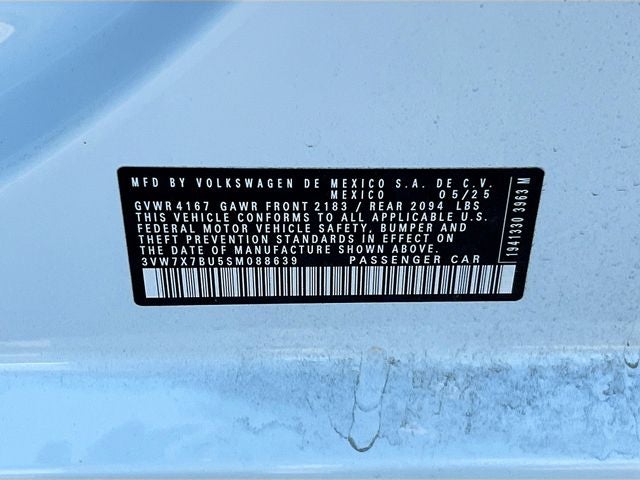 MFD BY VOLKSWAGEN DE MEXICO S.A. DE C.V.
MEXICO 05/25
GVWR 4167 GAWR FRONT 2183 / REAR 2094 LBS
THIS VEHICLE CONFORMS TO ALL APPLICABLE U.S.
FEDERAL MOTOR VEHICLE SAFETY, BUMPER AND
THEFT PREVENTION STANDARDS IN EFFECT ON
THE DATE OF MANUFACTURE SHOWN ABOVE.
3VW7X7BU5SM088639 PASSENGER CAR
1941330 3963 M